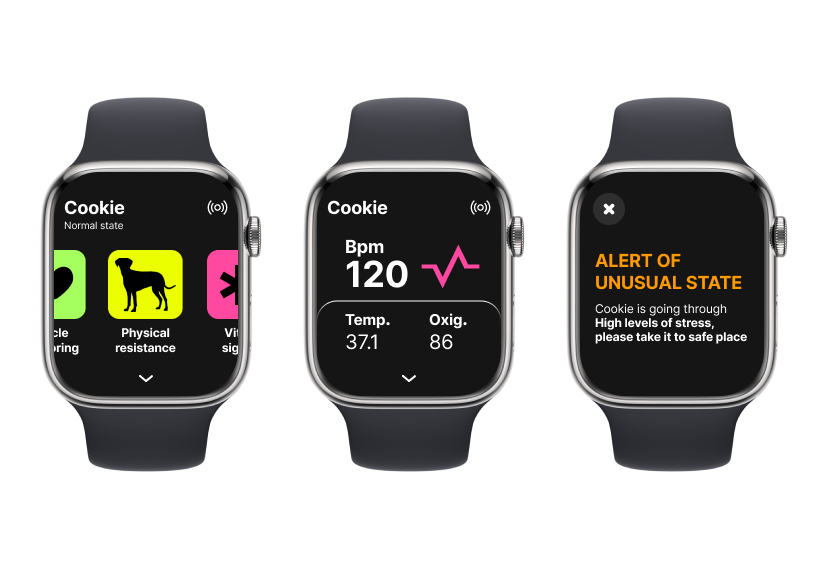 Cookie
Normal state
cle
oring
Physical
resistance
Vit
sig
Cookie
Bpm
120
Temp.
37.1
Oxig.
86
ALERT OF
UNUSUAL STATE
Cookie is going through
High levels of stress,
please take it to safe place